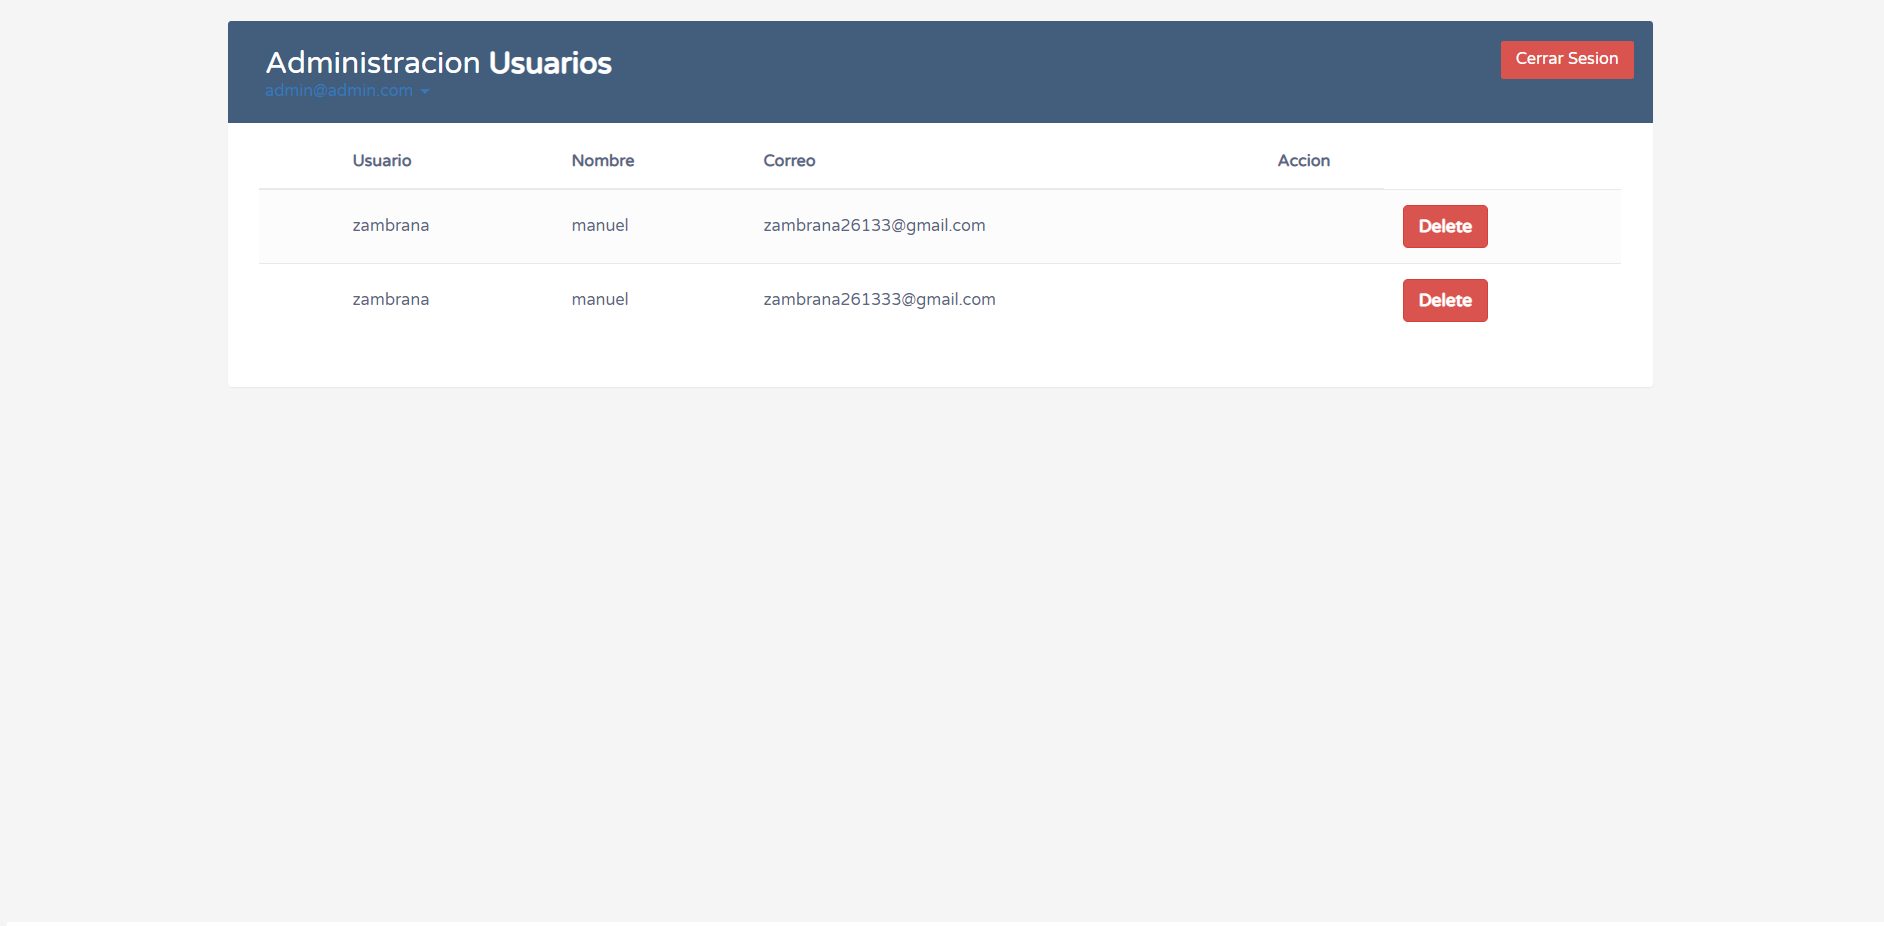 Administracion Usuarios
Cerrar Sesion
admin@admin.com
Usuario Nombre Correo Accion
zambrana manuel zambrana26133@gmail.com Delete
zambrana manuel zambrana261333@gmail.com Delete